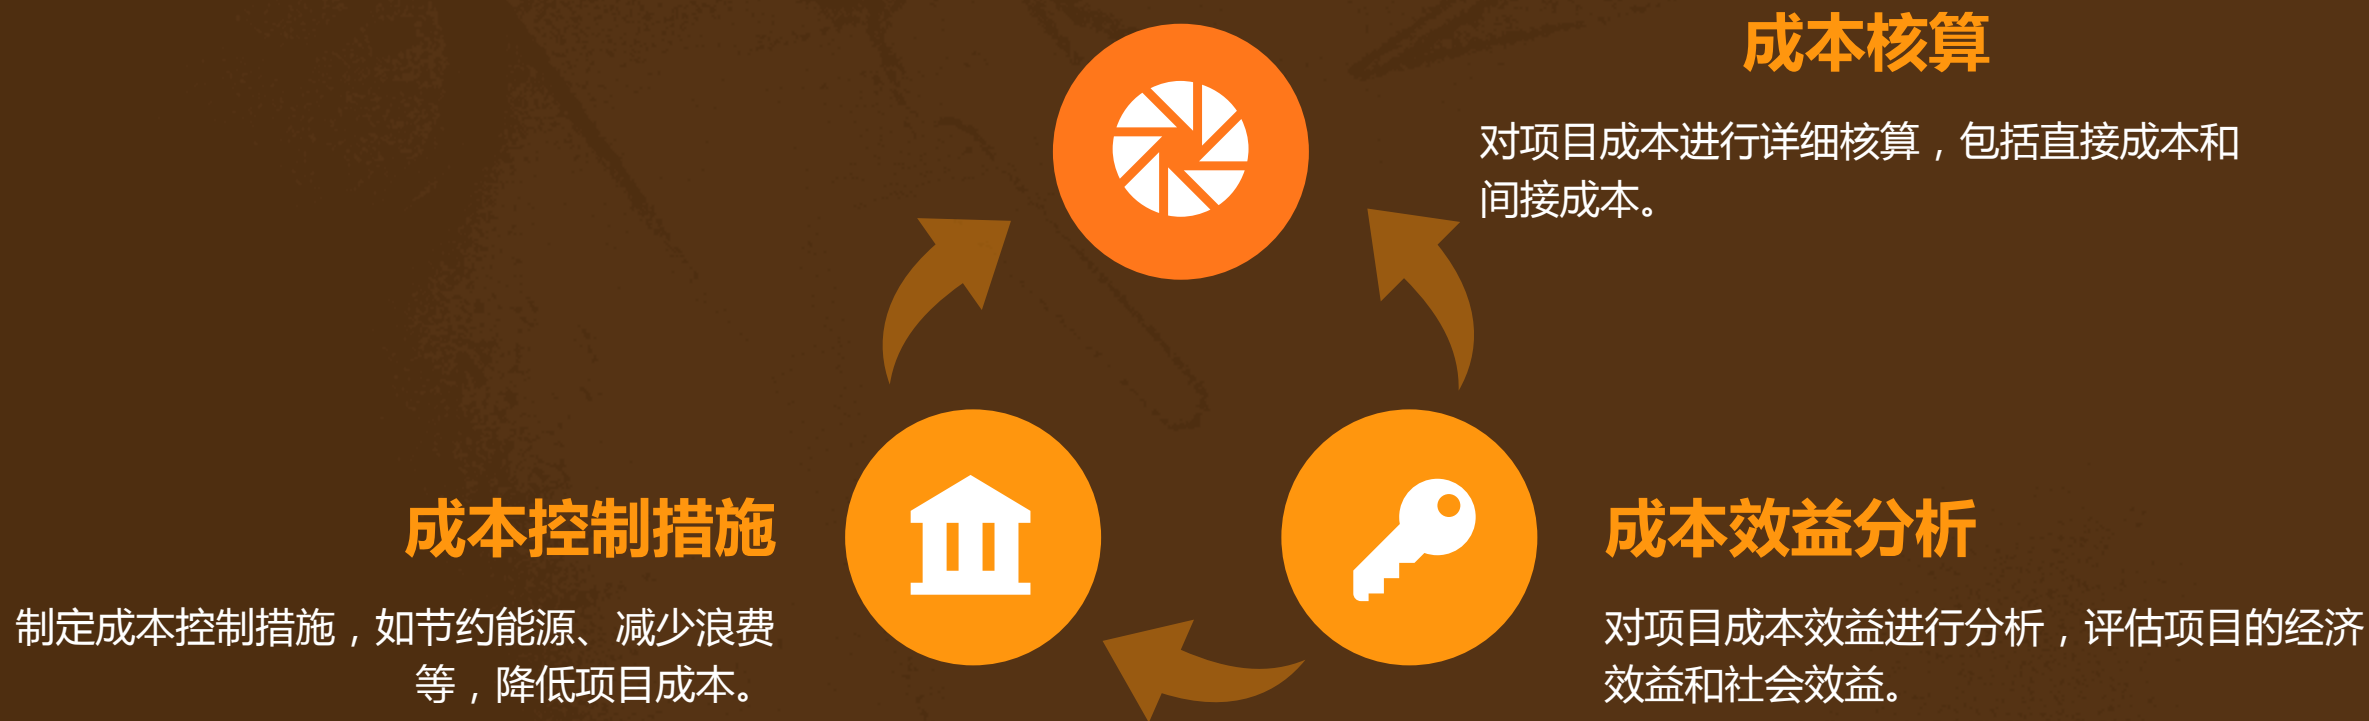 成本核算
对项目成本进行详细核算，包括直接成本和
间接成本。
成本控制措施
制定成本控制措施，如节约能源、减少浪费
等，降低项目成本。
成本效益分析
对项目成本效益进行分析，评估项目的经济
效益和社会效益。